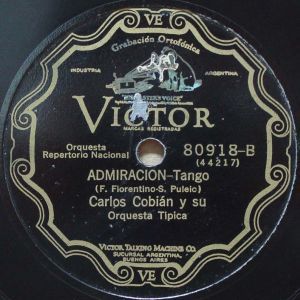 VE
Grabación Ortofónica
INDUSTRIA ARGENTINA
"HIS MASTER'S VOICE"
VICTOR
MARCAS REGISTRADAS
Orquesta
Repertorio Nacional
80918-B
(44217)
ADMIRACION-Tango
(F. Fiorentino-S. Puleic)
Carlos Cobián y su
Orquesta Típica
VICTOR TALKING MACHINE CO.
SUCURSAL ARGENTINA,
BUENOS AIRES
VE